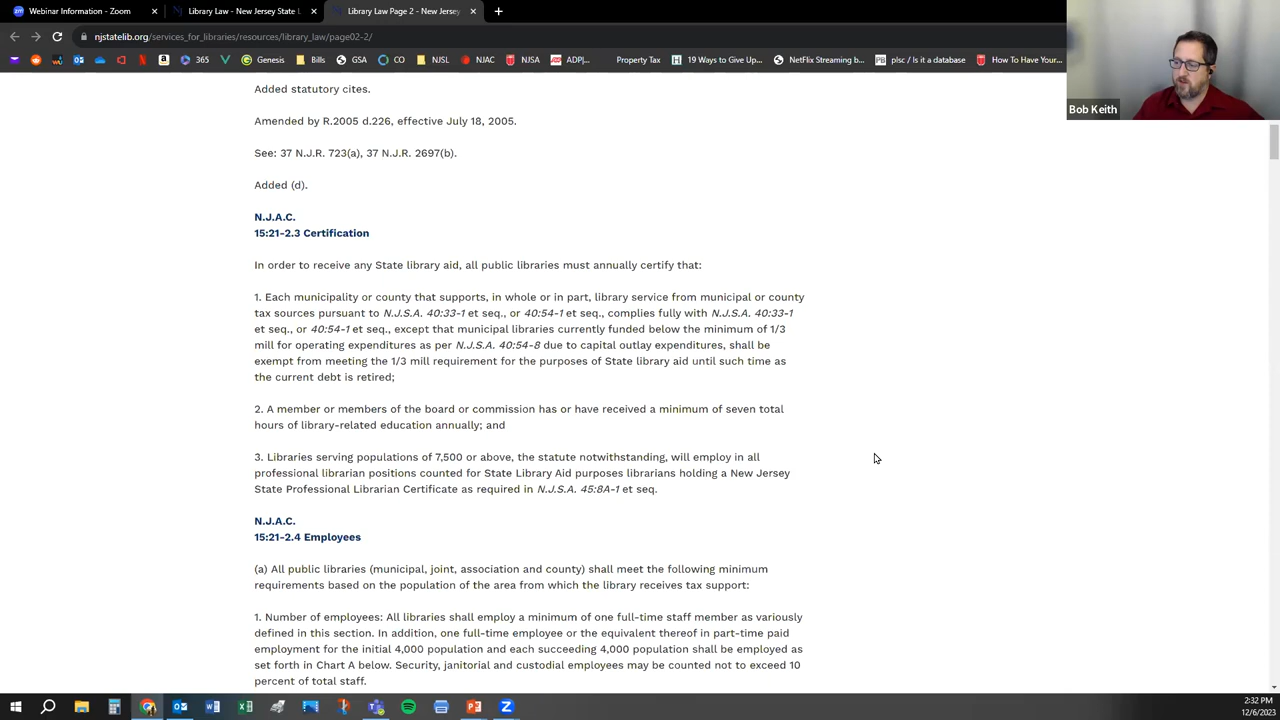 Webinar Information - Zoom
Library Law - New Jersey State L
Library Law Page 2 - New Jersey
njstatelib.org/services_for_libraries/resources/library_law/page02-2/
365
Genesis
Bills
GSA
CO
NJSL
NJAC
NJSA
ADP|...
Property Tax
19 Ways to Give Up...
NetFlix Streaming b...
plsc / Is it a database
How To Have Your...
Bob Keith
Added statutory cites.
Amended by R.2005 d.226, effective July 18, 2005.
See: 37 N.J.R. 723(a), 37 N.J.R. 2697(b).
Added (d).
N.J.A.C.
15:21-2.3 Certification
In order to receive any State library aid, all public libraries must annually certify that:
1. Each municipality or county that supports, in whole or in part, library service from municipal or county
tax sources pursuant to N.J.S.A. 40:33-1 et seq., or 40:54-1 et seq., complies fully with N.J.S.A. 40:33-1
et seq., or 40:54-1 et seq., except that municipal libraries currently funded below the minimum of 1/3
mill for operating expenditures as per N.J.S.A. 40:54-8 due to capital outlay expenditures, shall be
exempt from meeting the 1/3 mill requirement for the purposes of State library aid until such time as
the current debt is retired;
2. A member or members of the board or commission has or have received a minimum of seven total
hours of library-related education annually; and
3. Libraries serving populations of 7,500 or above, the statute notwithstanding, will employ in all
professional librarian positions counted for State Library Aid purposes librarians holding a New Jersey
State Professional Librarian Certificate as required in N.J.S.A. 45:8A-1 et seq.
N.J.A.C.
15:21-2.4 Employees
(a) All public libraries (municipal, joint, association and county) shall meet the following minimum
requirements based on the population of the area from which the library receives tax support:
1. Number of employees: All libraries shall employ a minimum of one full-time staff member as variously
defined in this section. In addition, one full-time employee or the equivalent thereof in part-time paid
employment for the initial 4,000 population and each succeeding 4,000 population shall be employed as
set forth in Chart A below. Security, janitorial and custodial employees may be counted not to exceed 10
percent of total staff.
2:32 PM
12/6/2023